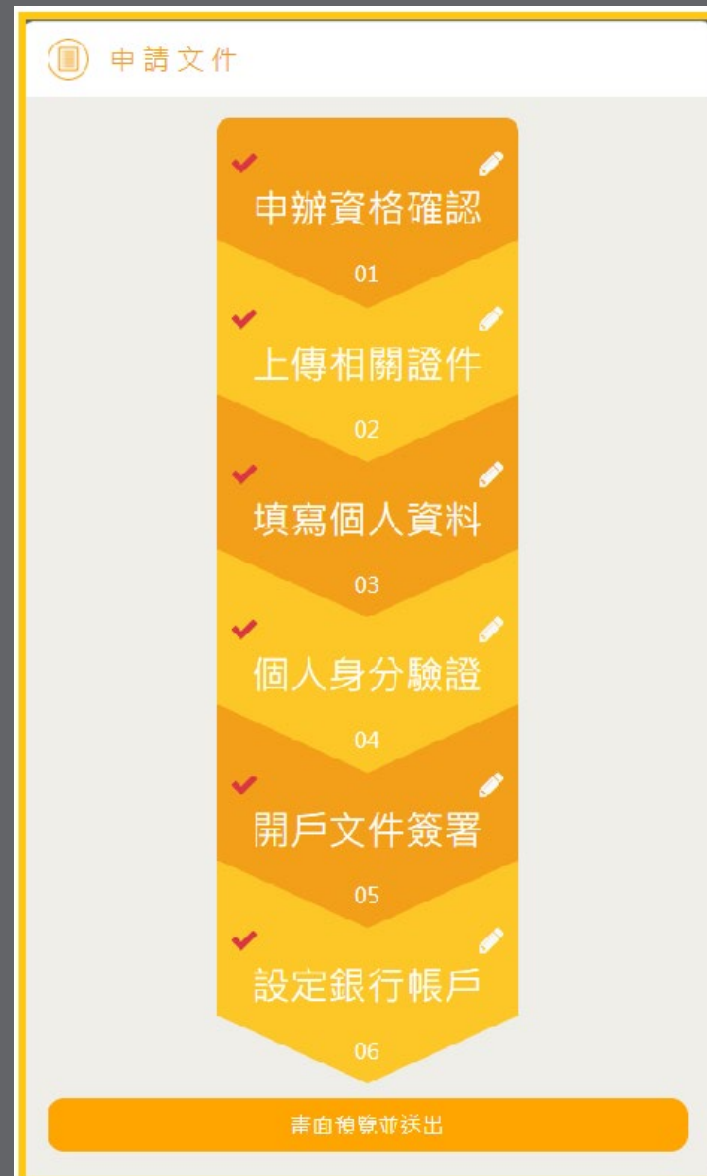 申請文件
申辦資格確認
01
上傳相關證件
02
填寫個人資料
03
個人身分驗證
04
開戶文件簽署
05
設定銀行帳戶
06
書面預覽並送出